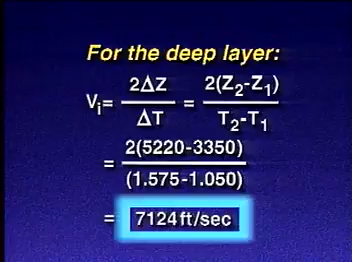 For the deep layer:
Vi= 2ΔZ / ΔT = 2(Z2-Z1) / T2-T1
= 2(5220-3350) / (1.575-1.050)
= 7124ft/sec